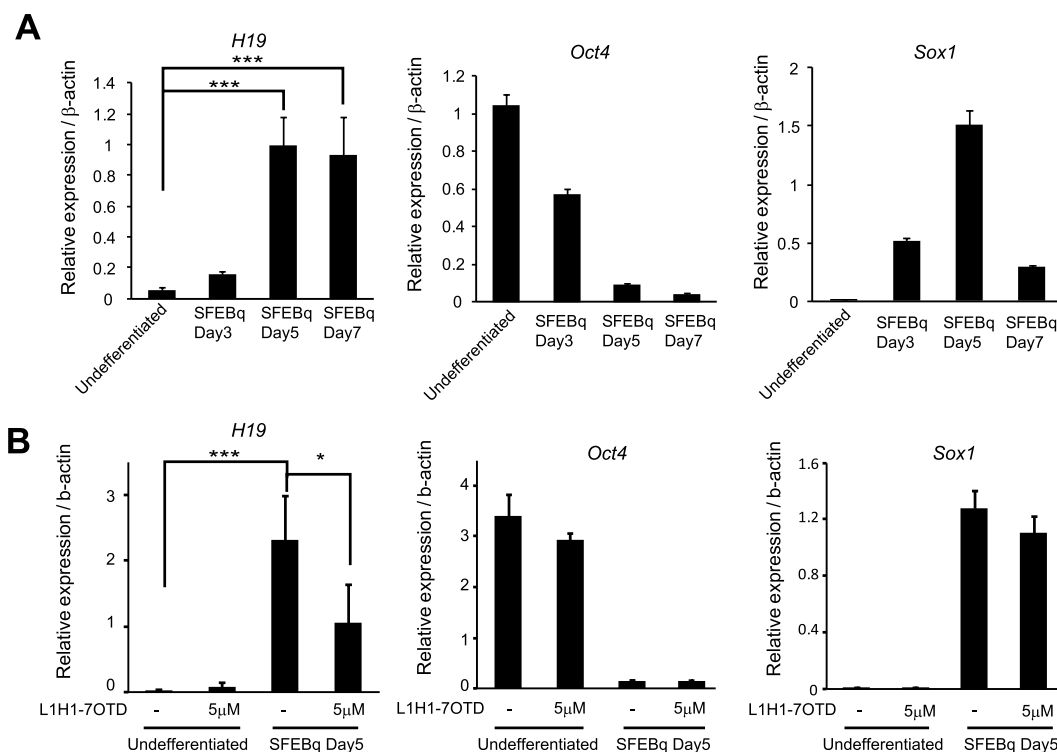 A
H19
Oct4
Sox1
***
***
Relative expression / β-actin
1.4
1.2
1
0.8
0.6
0.4
0.2
0
Undefferentiated
SFEBq Day3
SFEBq Day5
SFEBq Day7
Relative expression / β-actin
1.2
1
0.8
0.6
0.4
0.2
0
Undefferentiated
SFEBq Day3
SFEBq Day5
SFEBq Day7
Relative expression / β-actin
2
1.5
1
0.5
0
Undefferentiated
SFEBq Day3
SFEBq Day5
SFEBq Day7
B
H19
Oct4
Sox1
***
*
Relative expression / b-actin
3
2
1
0
L1H1-7OTD - 5μM - 5μM
Undefferentiated SFEBq Day5
Relative expression / b-actin
4
3
2
1
0
L1H1-7OTD - 5μM - 5μM
Undefferentiated SFEBq Day5
Relative expression / b-actin
1.6
1.2
0.8
0.4
0
L1H1-7OTD - 5μM - 5μM
Undefferentiated SFEBq Day5